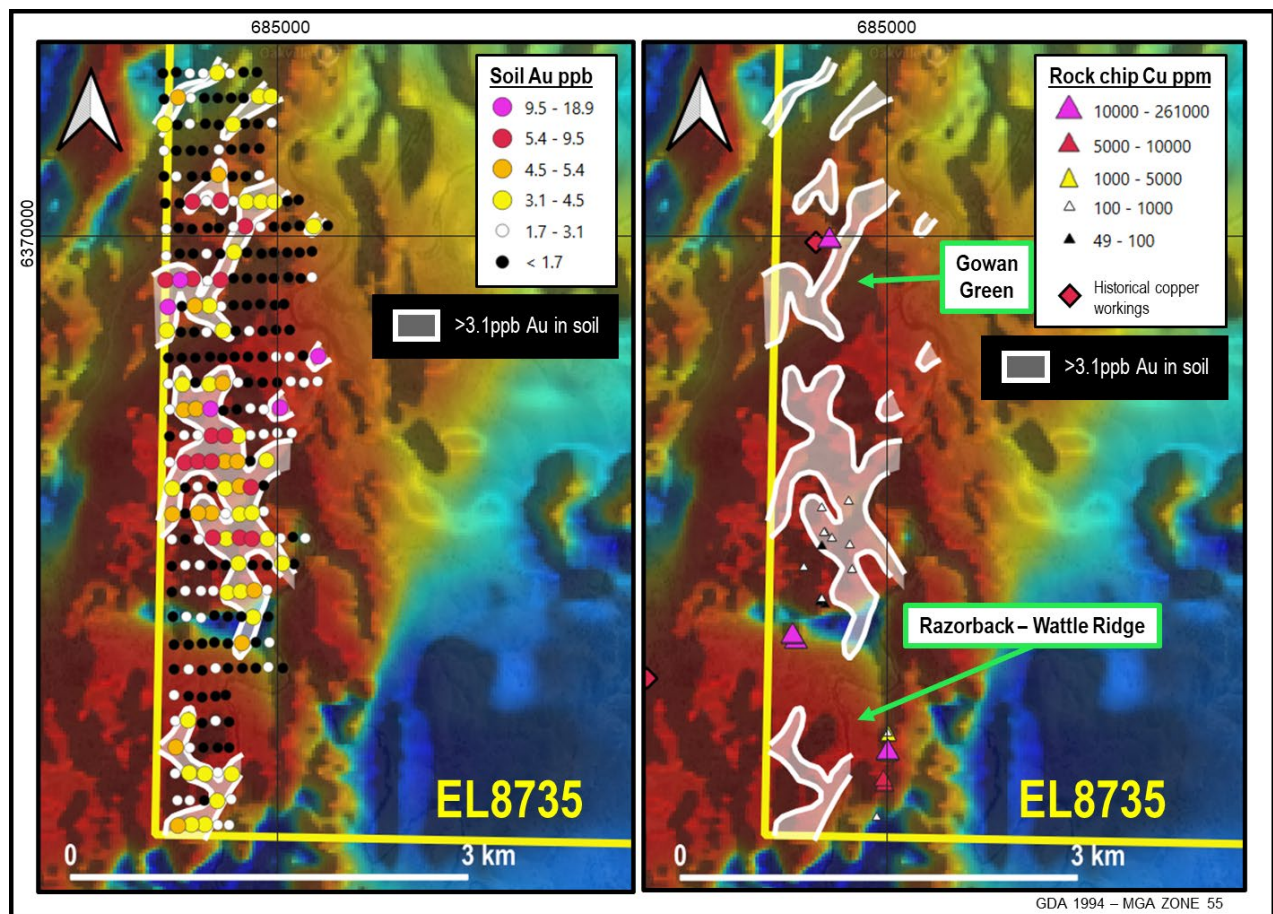 685000
685000
6370000
Soil Au ppb
9.5 - 18.9
5.4 - 9.5
4.5 - 5.4
3.1 - 4.5
1.7 - 3.1
< 1.7
>3.1ppb Au in soil
EL8735
0
3 km
Rock chip Cu ppm
10000 - 261000
5000 - 10000
1000 - 5000
100 - 1000
49 - 100
Historical copper
workings
Gowan
Green
>3.1ppb Au in soil
Razorback – Wattle Ridge
EL8735
0
3 km
GDA 1994 – MGA ZONE 55